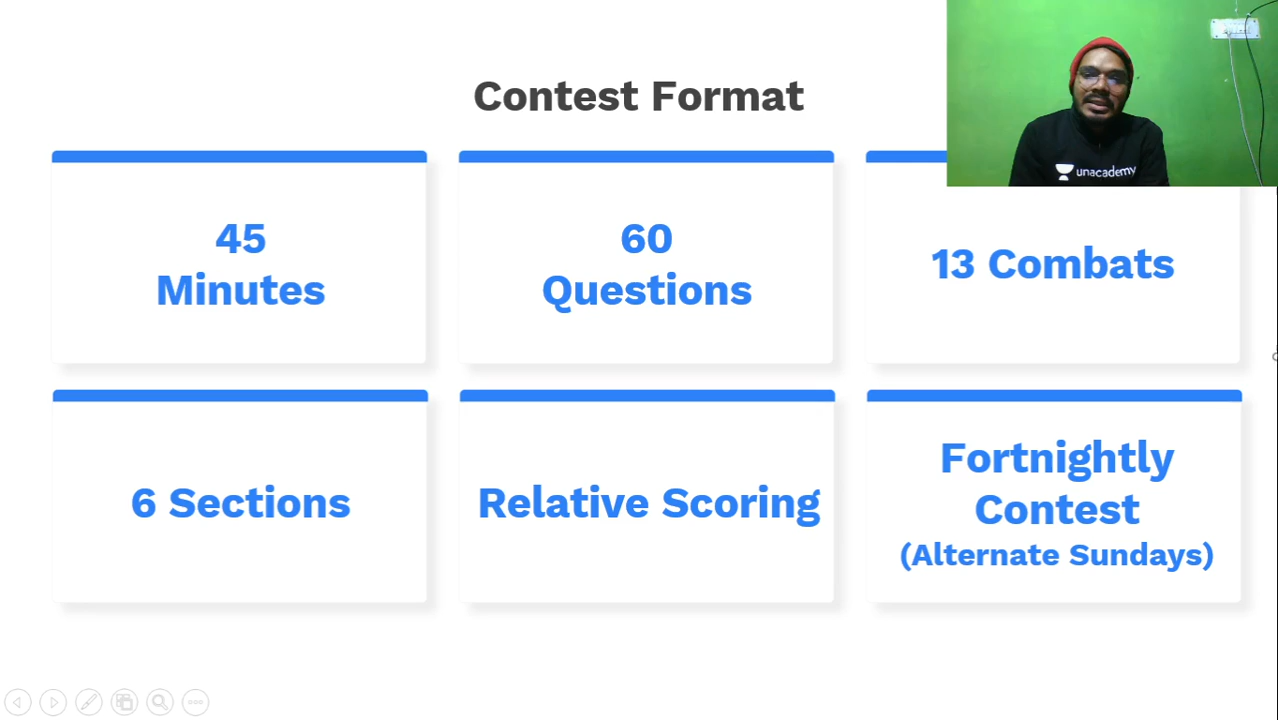 Contest Format
unacademy
45
Minutes
60
Questions
13 Combats
6 Sections
Relative Scoring
Fortnightly
Contest
(Alternate Sundays)